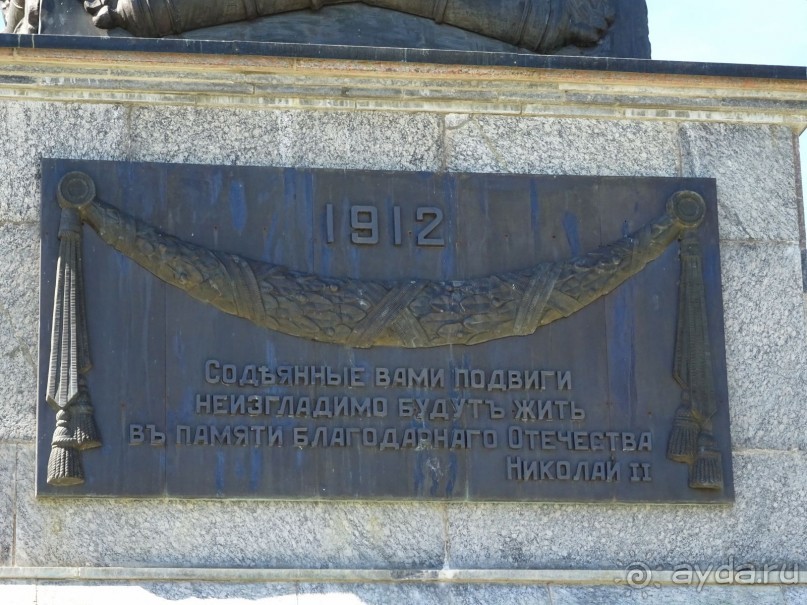 1912
Содѣянные вами подвиги
неизгладимо будутъ жить
въ памяти благодарнаго Отечества
Николай II
ayda.ru